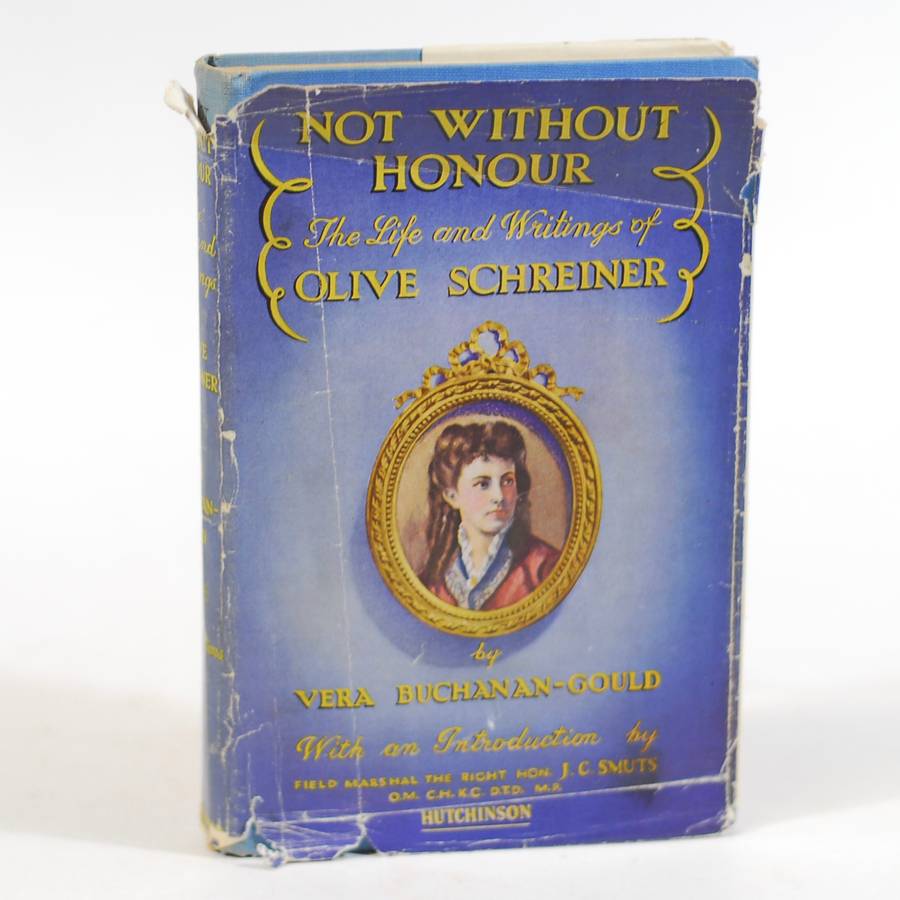 NOT WITHOUT
HONOUR
The Life and Writings of
OLIVE SCHREINER
by
VERA BUCHANAN-GOULD
With an Introduction by
FIELD MARSHAL THE RIGHT HON. J. C. SMUTS
O.M. C.H. K.C. D.T.D. M.P.
HUTCHINSON